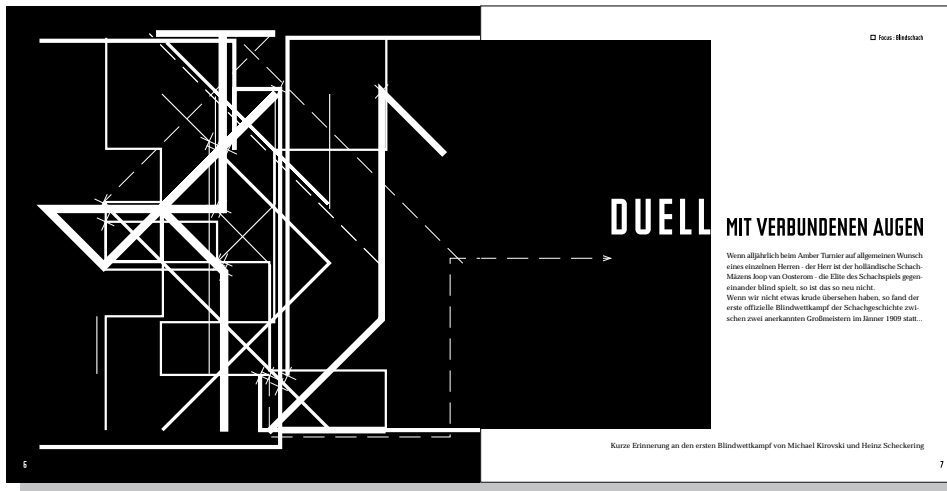 Focus : Blindschach
DUELL
MIT VERBUNDENEN AUGEN
Wenn alljährlich beim Amber Turnier auf allgemeinen Wunsch
eines einzelnen Herren - der Herr ist der holländische Schach-
Mäzens Joop van Oosterom - die Elite des Schachspiels gegen-
einander blind spielt, so ist das so neu nicht.
Wenn wir nicht etwas krude übersehen haben, so fand der
erste offizielle Blindwettkampf der Schachgeschichte zwi-
schen zwei anerkannten Großmeistern im Jänner 1909 statt...
Kurze Erinnerung an den ersten Blindwettkampf von Michael Kirovski und Heinz Scheckering
6
7